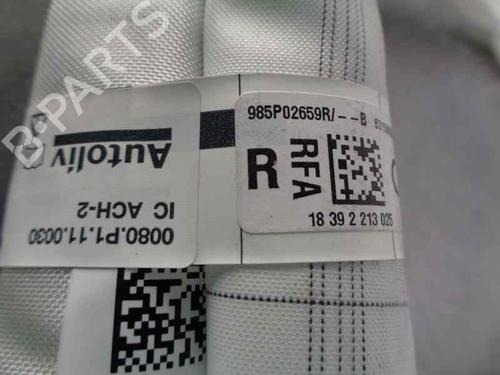 985P02659R/--B
R
RFA
18 39 2 213 025
Autoliv
0080.P1.11.0030
IC ACH-2
B-PARTS